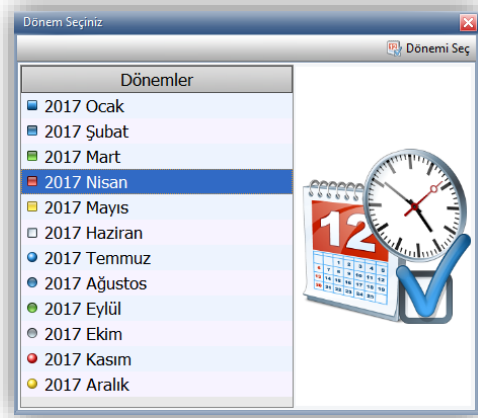 Dönem Seçiniz
Dönemi Seç
Dönemler
2017 Ocak
2017 Şubat
2017 Mart
2017 Nisan
2017 Mayıs
2017 Haziran
2017 Temmuz
2017 Ağustos
2017 Eylül
2017 Ekim
2017 Kasım
2017 Aralık
12